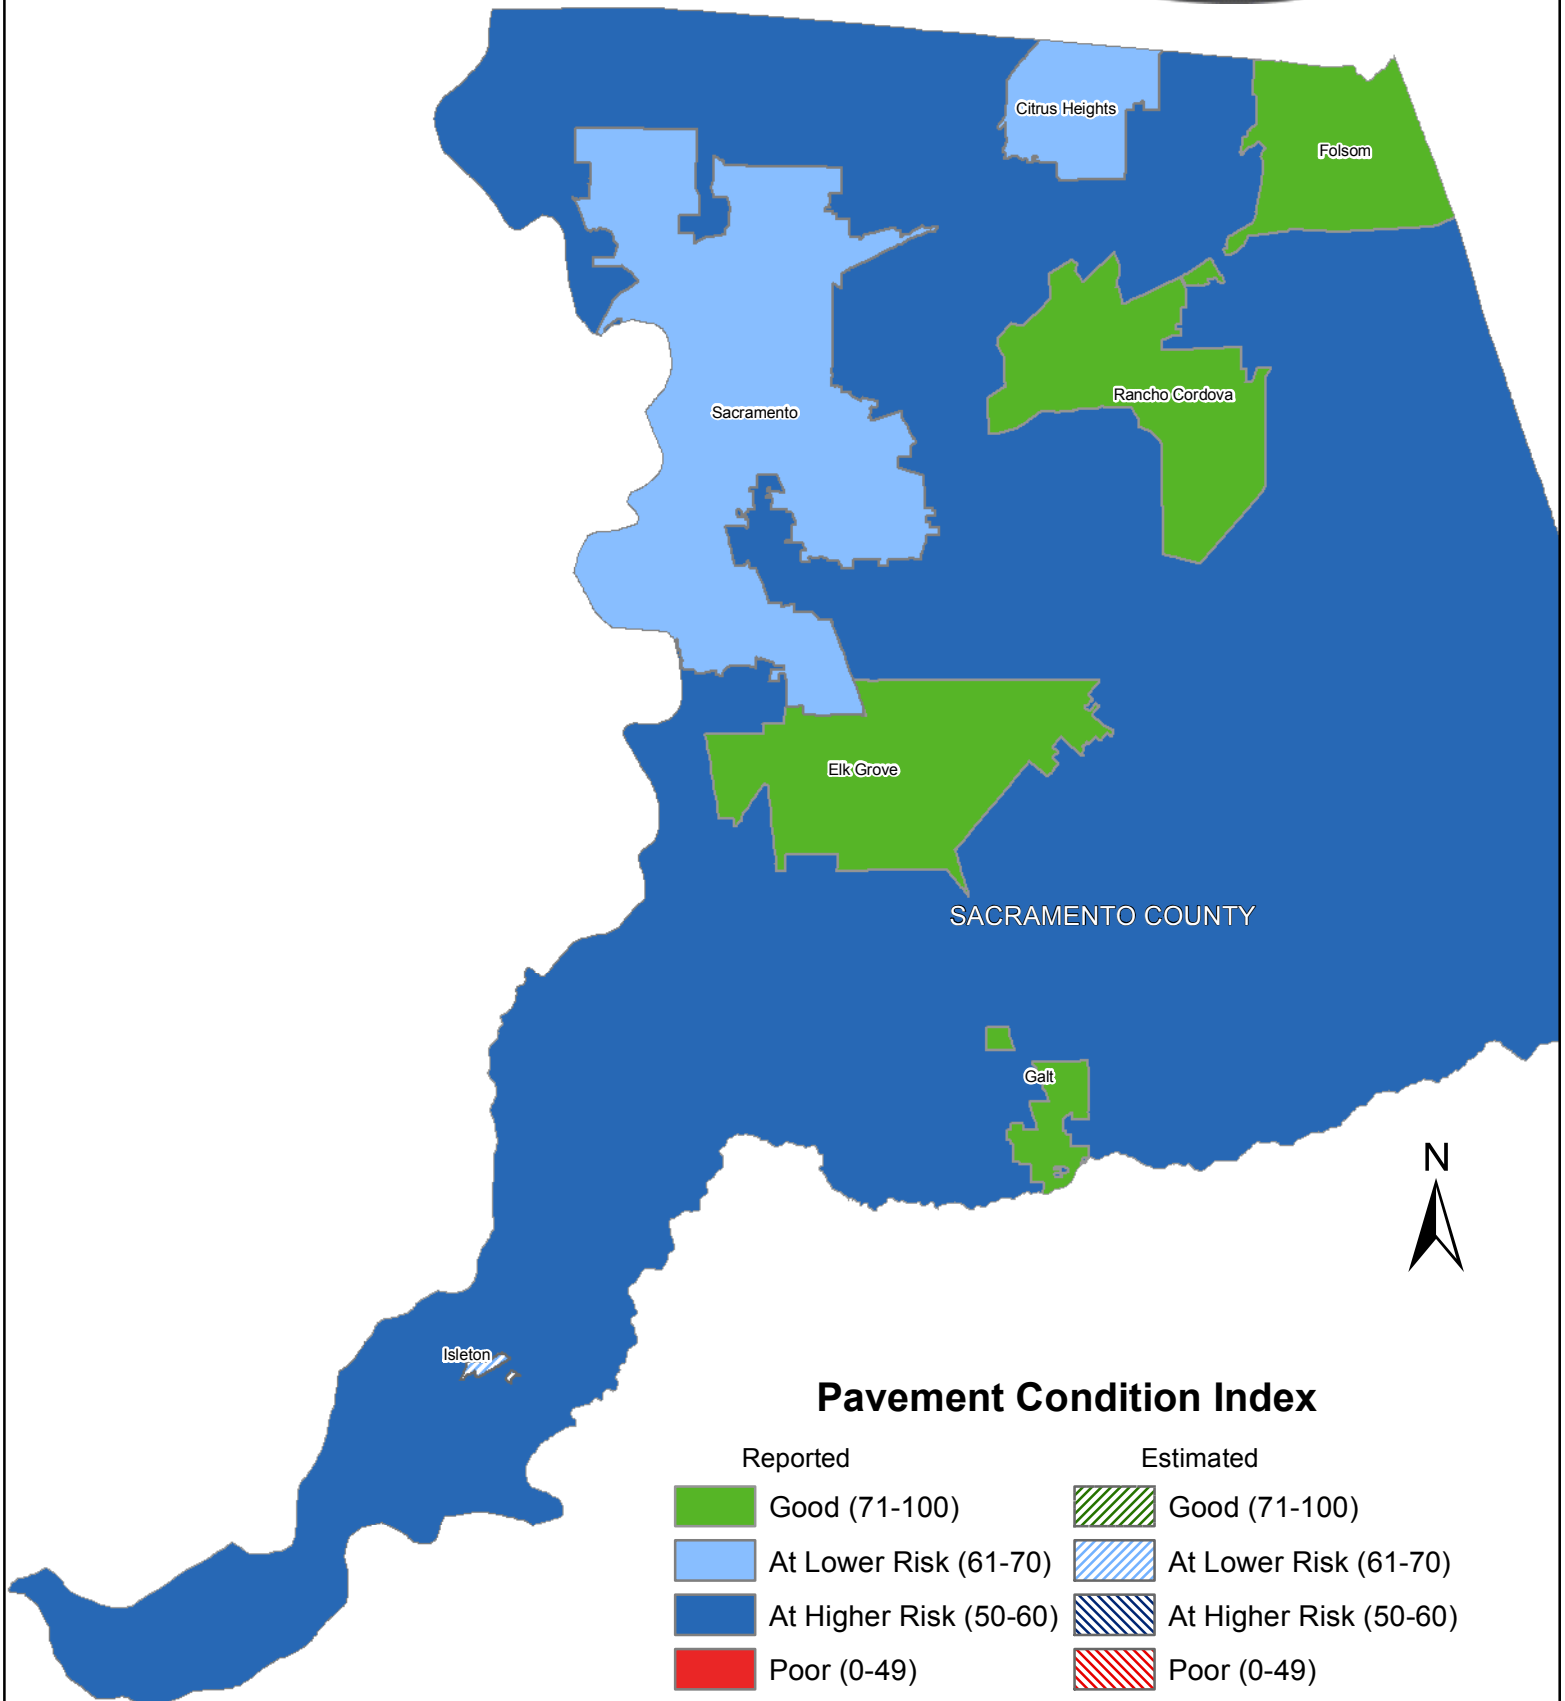 Citrus Heights
Folsom
Rancho Cordova
Sacramento
Elk Grove
SACRAMENTO COUNTY
Galt
N
Isleton
Pavement Condition Index
Reported
Estimated
Good (71-100)
Good (71-100)
At Lower Risk (61-70)
At Lower Risk (61-70)
At Higher Risk (50-60)
At Higher Risk (50-60)
Poor (0-49)
Poor (0-49)